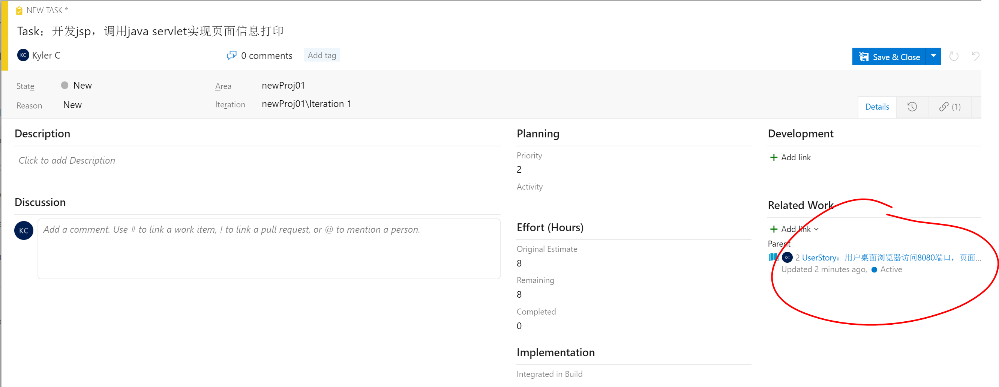 NEW TASK *
Task：开发jsp，调用java servlet实现页面信息打印
KC Kyler C
0 comments
Add tag
Save & Close
State
New
Area
newProj01
Reason
New
Iteration
newProj01\Iteration 1
Details
(1)
Description
Click to add Description
Discussion
KC
Add a comment. Use # to link a work item, ! to link a pull request, or @ to mention a person.
Planning
Priority
2
Activity
Effort (Hours)
Original Estimate
8
Remaining
8
Completed
0
Implementation
Integrated in Build
Development
+ Add link
Related Work
+ Add link
Parent
KC 2 UserStory：用户桌面浏览器访问8080端口，页面...
Updated 2 minutes ago, Active